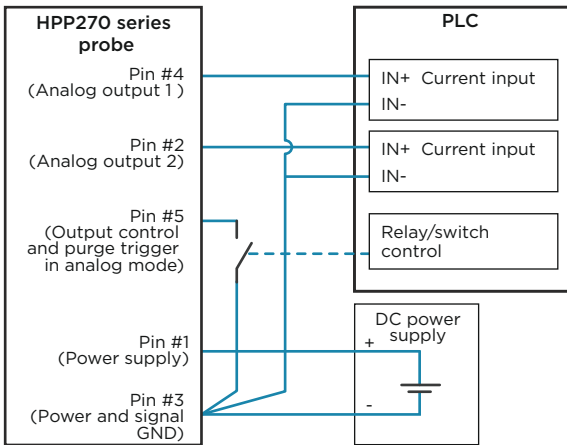 HPP270 series
probe
Pin #4
(Analog output 1 )
Pin #2
(Analog output 2)
Pin #5
(Output control
and purge trigger
in analog mode)
Pin #1
(Power supply)
Pin #3
(Power and signal
GND)
PLC
IN+ Current input
IN-
IN+ Current input
IN-
Relay/switch
control
DC power
supply
+
-